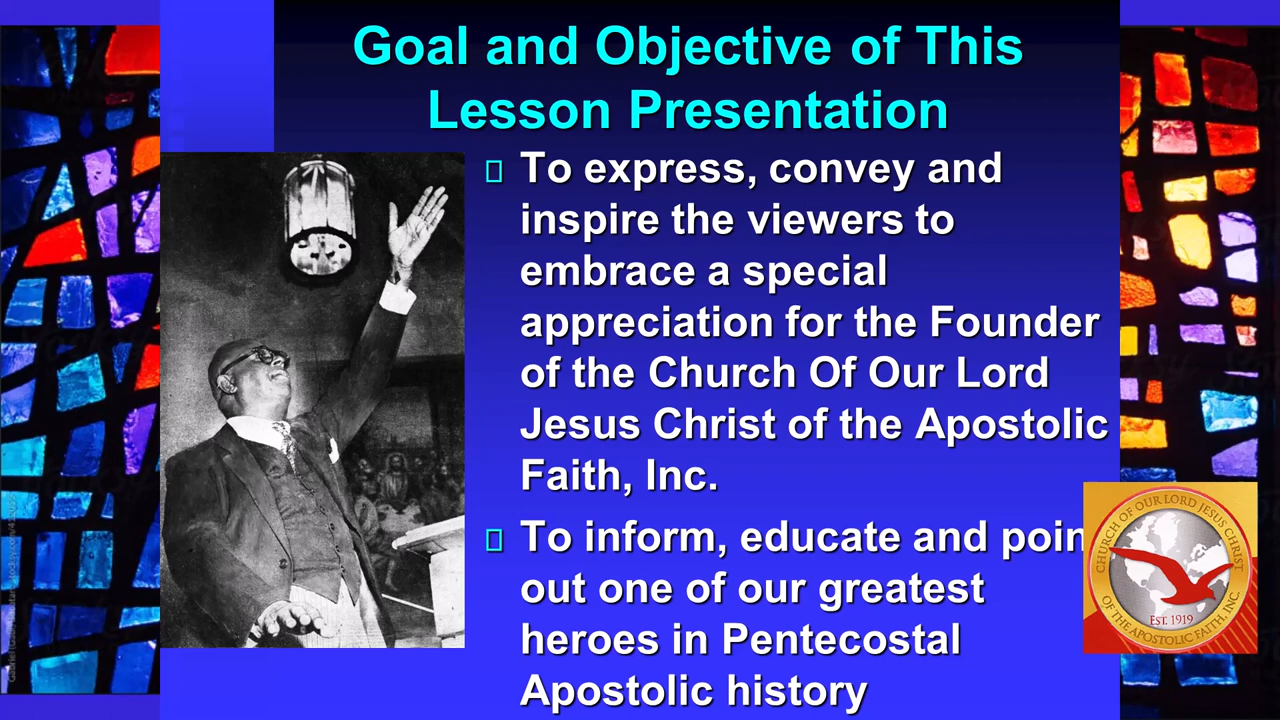 Goal and Objective of This
Lesson Presentation
To express, convey and
inspire the viewers to
embrace a special
appreciation for the Founder
of the Church Of Our Lord
Jesus Christ of the Apostolic
Faith, Inc.
To inform, educate and poin
out one of our greatest
heroes in Pentecostal
Apostolic history
CHURCH OF OUR LORD JESUS CHRIST
OF THE APOSTOLIC FAITH, INC.
EST. 1919